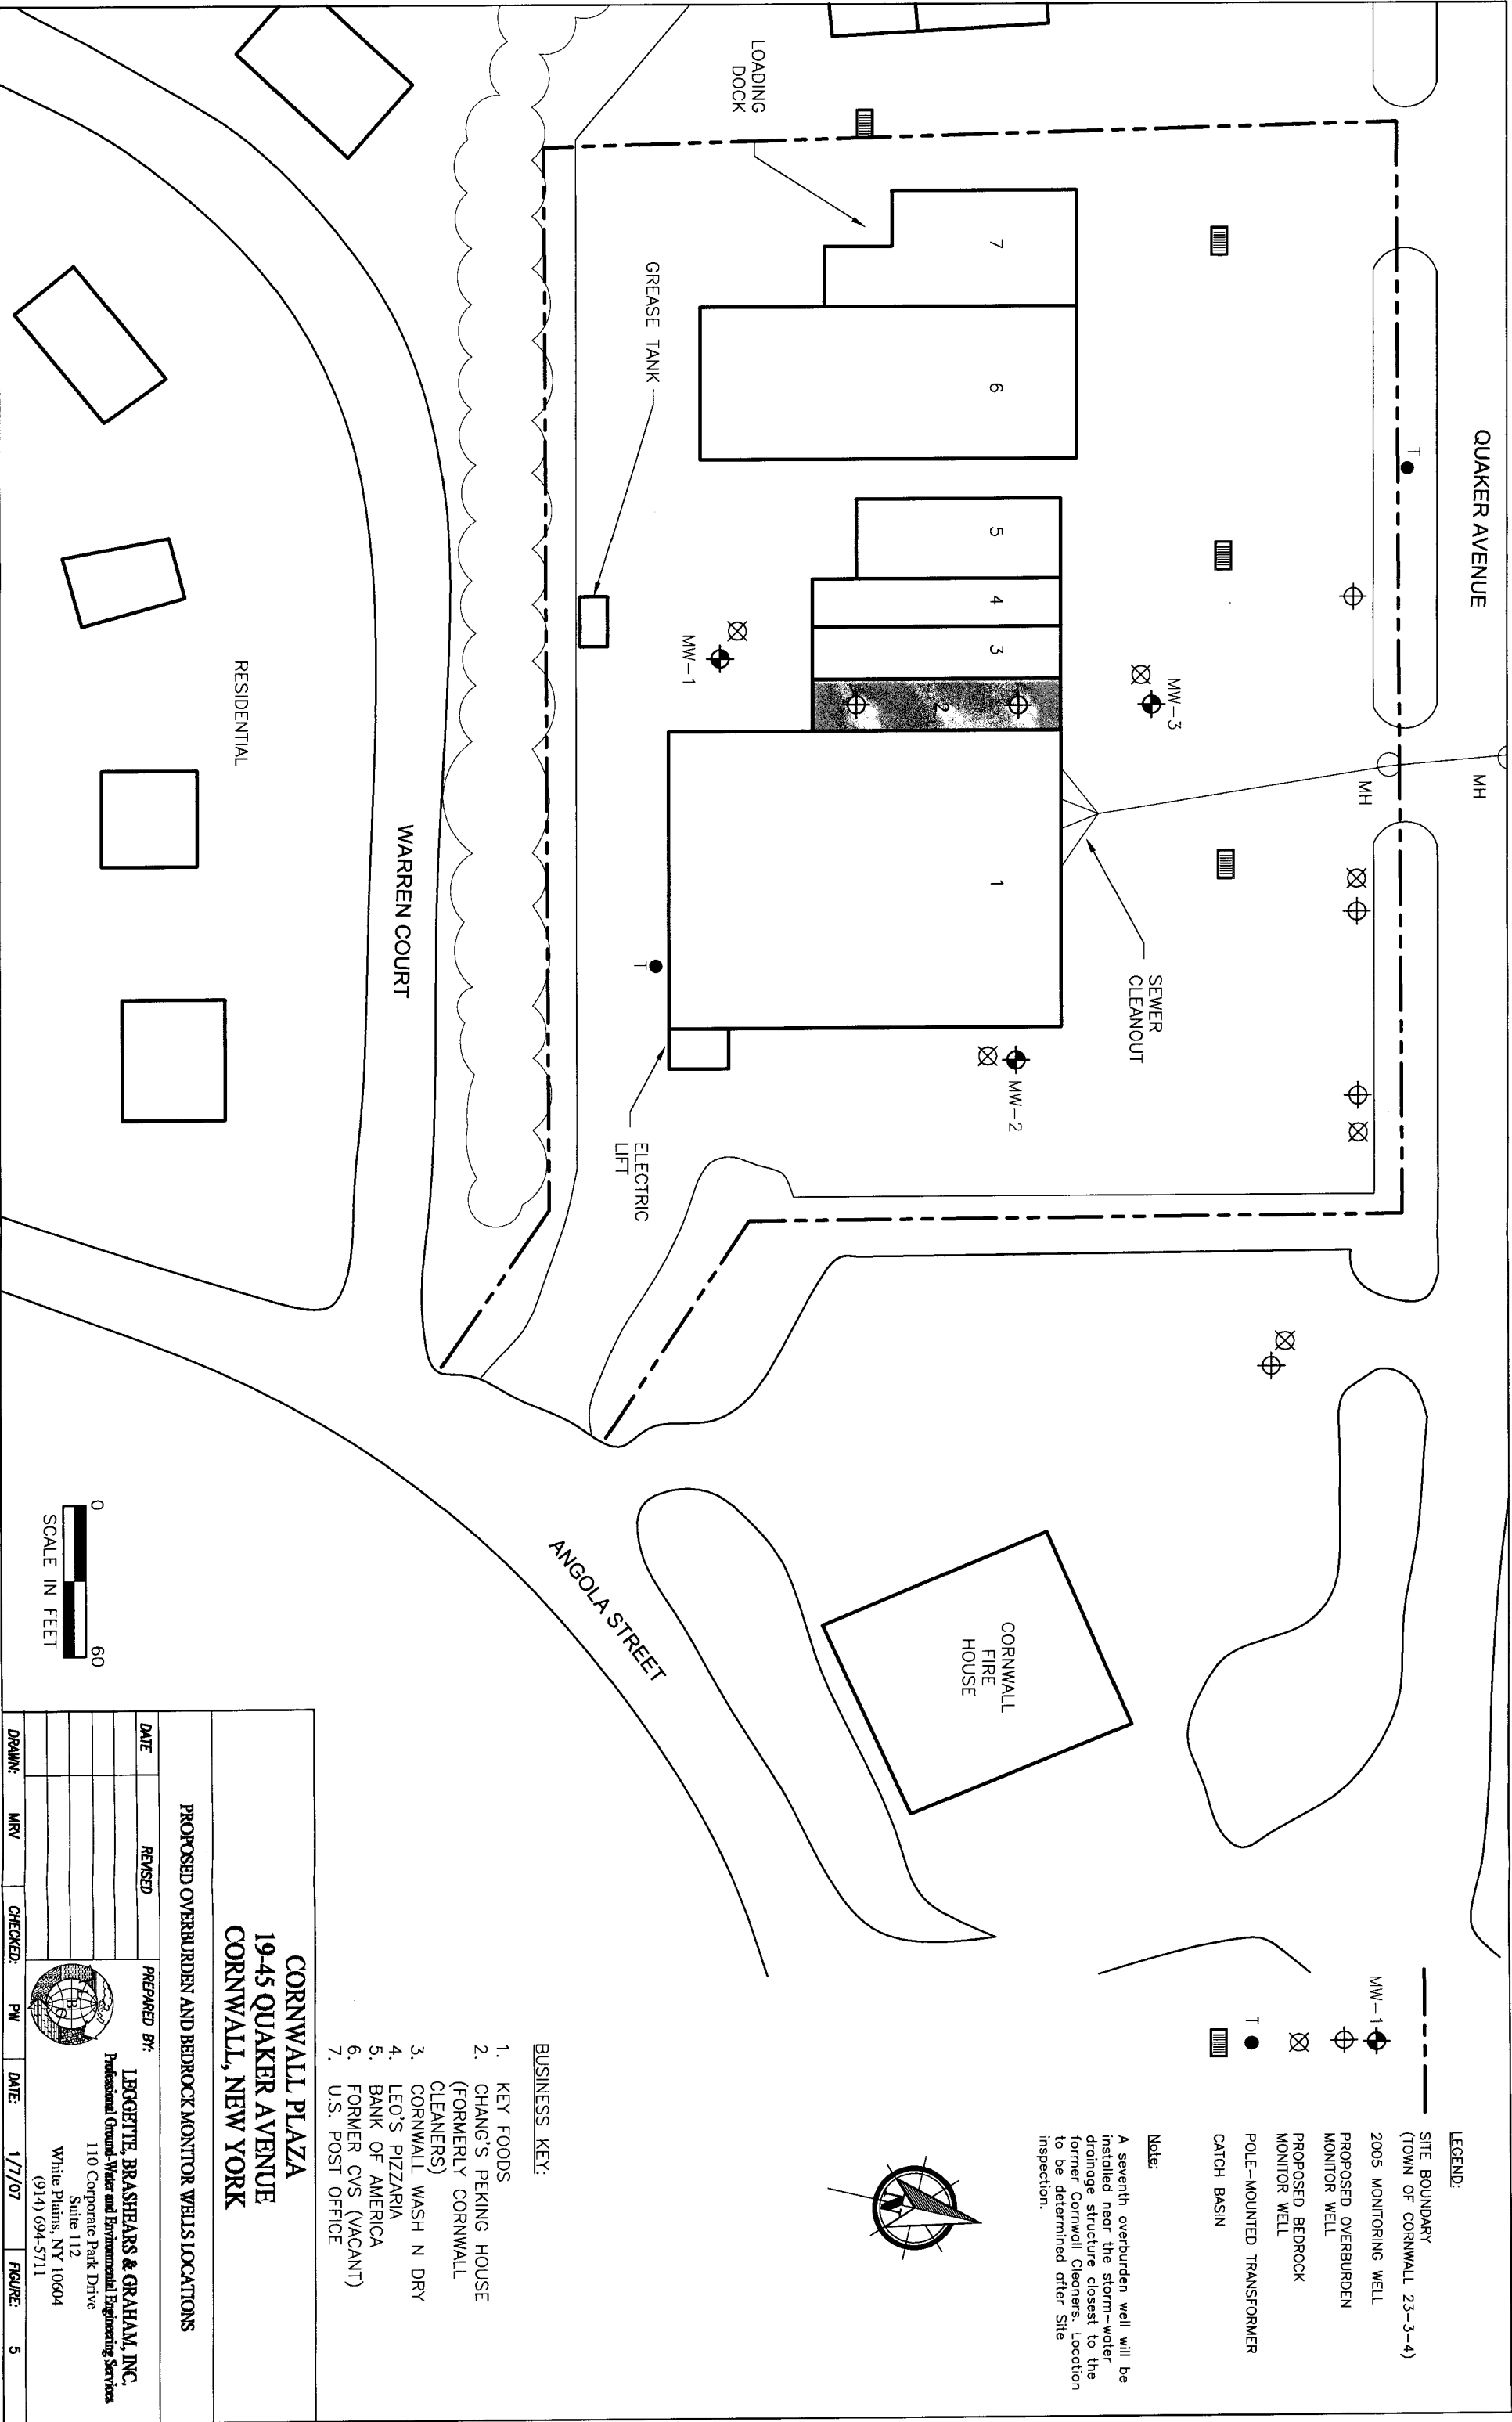 QUAKER AVENUE
MH
MH
T
LOADING
DOCK
7
6
5
4
3
2
1
GREASE TANK
MW-1
MW-3
MW-2
SEWER
CLEANOUT
T
ELECTRIC
LIFT
WARREN COURT
RESIDENTIAL
ANGOLA STREET
CORNWALL
FIRE
HOUSE
0 60
SCALE IN FEET
LEGEND:
SITE BOUNDARY
(TOWN OF CORNWALL 23-3-4)
MW-1 2005 MONITORING WELL
PROPOSED OVERBURDEN
MONITOR WELL
PROPOSED BEDROCK
MONITOR WELL
T POLE-MOUNTED TRANSFORMER
CATCH BASIN
Note:
A seventh overburden well will be
installed near the storm-water
drainage structure closest to the
former Cornwall Cleaners. Location
to be determined after Site
inspection.
N
BUSINESS KEY:
1. KEY FOODS
2. CHANG'S PEKING HOUSE
(FORMERLY CORNWALL
CLEANERS)
3. CORNWALL WASH N DRY
4. LEO'S PIZZARIA
5. BANK OF AMERICA
6. FORMER CVS (VACANT)
7. U.S. POST OFFICE
CORNWALL PLAZA
19-45 QUAKER AVENUE
CORNWALL, NEW YORK
PROPOSED OVERBURDEN AND BEDROCK MONITOR WELLS LOCATIONS
DATE REVISED PREPARED BY:
LBG
LEGGETTE, BRASHEARS & GRAHAM, INC.
Professional Ground-Water and Environmental Engineering Services
110 Corporate Park Drive
Suite 112
White Plains, NY 10604
(914) 694-5711
DRAWN: MRV CHECKED: PW DATE: 1/7/07 FIGURE: 5